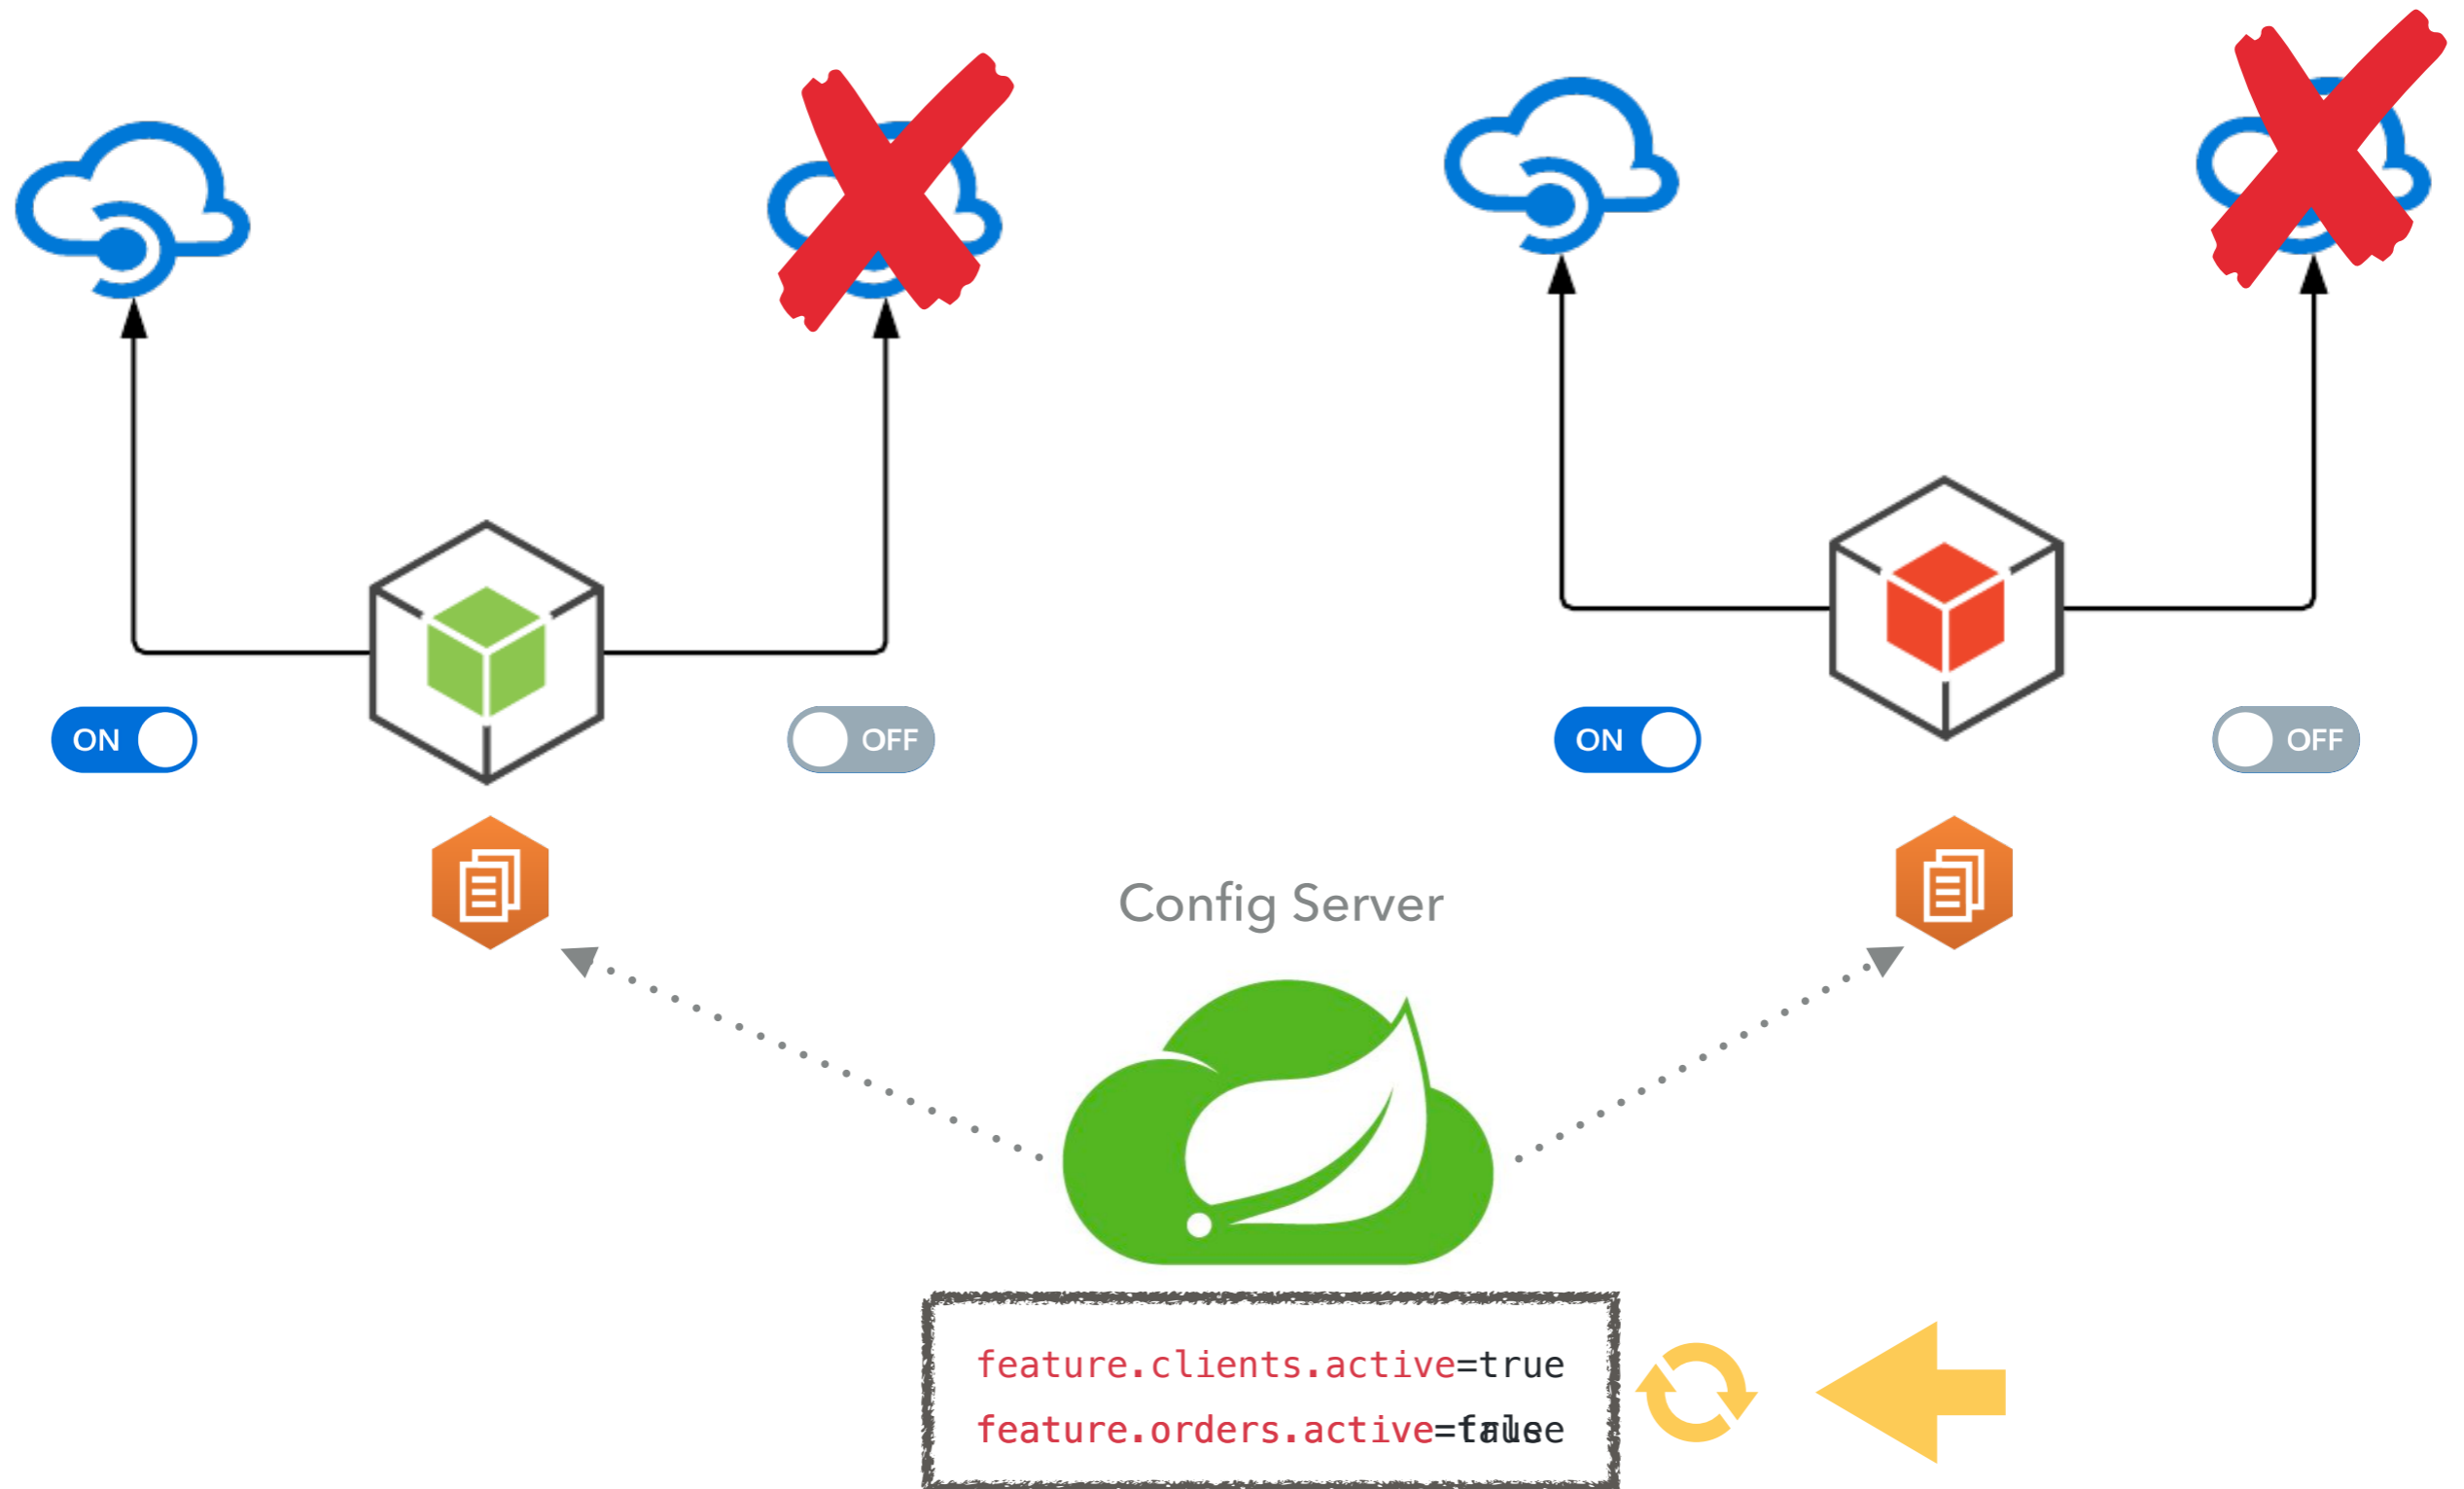 ON
OFF
ON
OFF
Config Server
feature.clients.active=true
feature.orders.active=